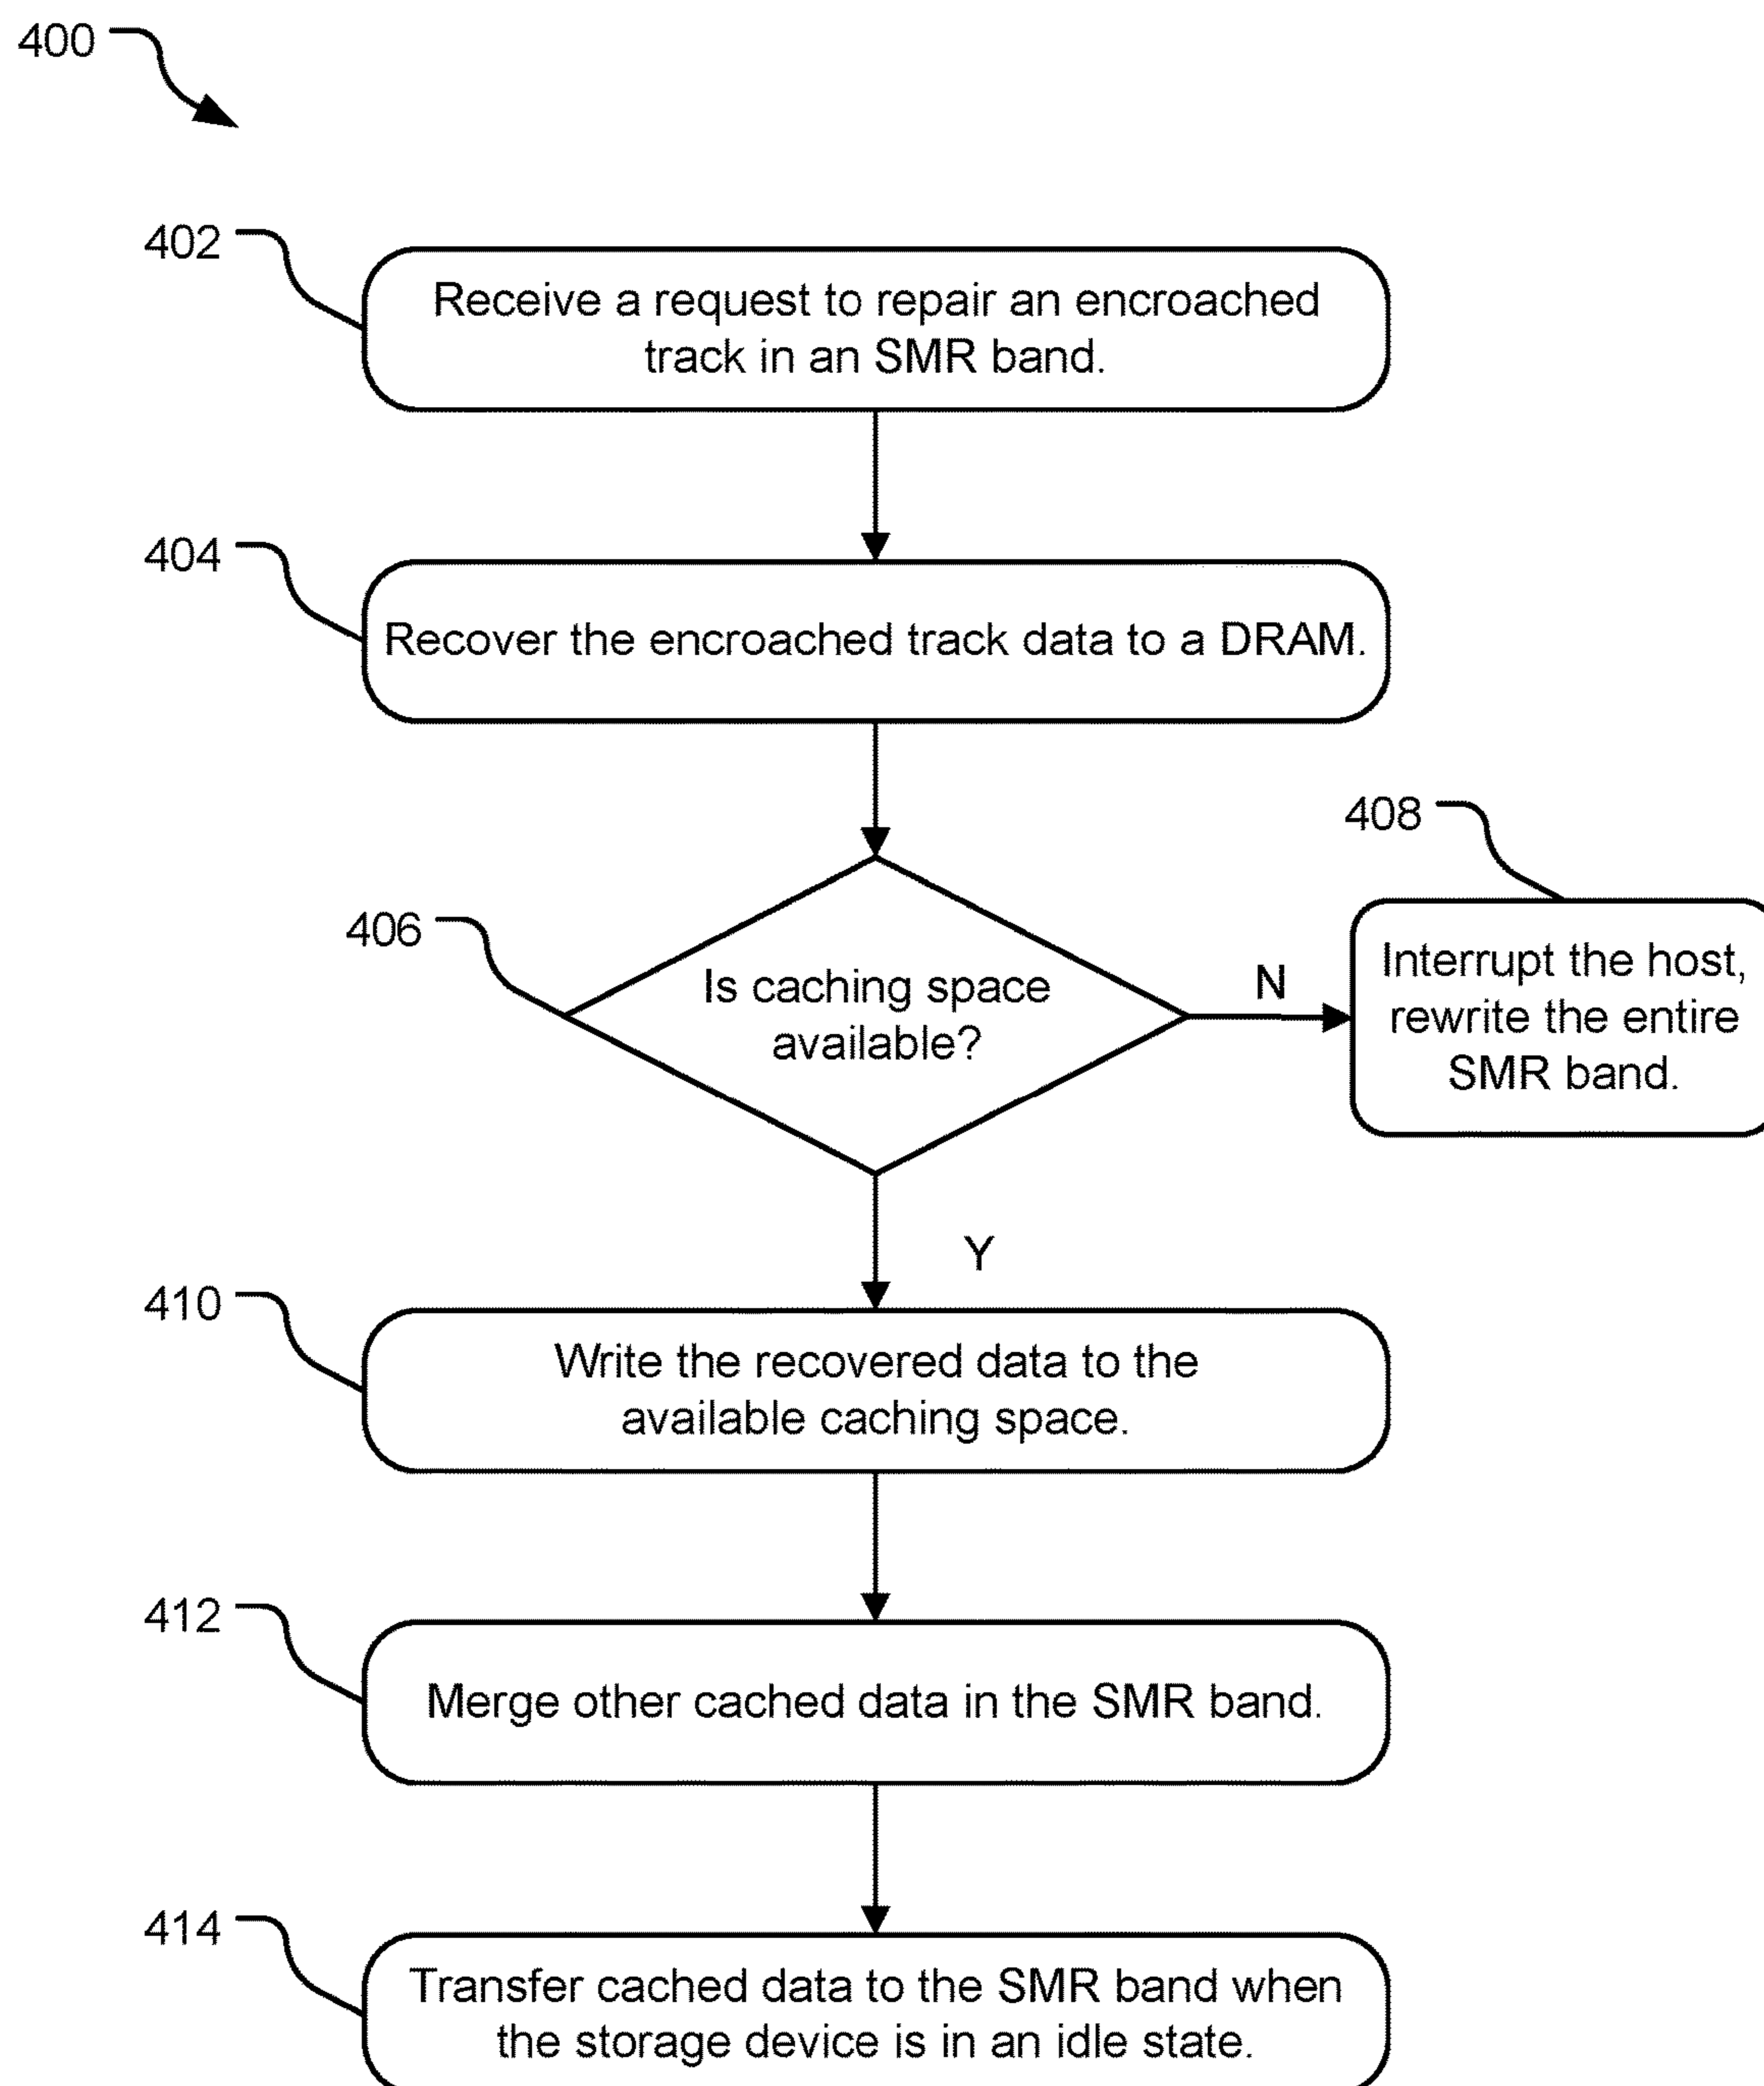 400
402
Receive a request to repair an encroached
track in an SMR band.
404
Recover the encroached track data to a DRAM.
408
406
Is caching space
available?
N
Interrupt the host,
rewrite the entire
SMR band.
Y
410
Write the recovered data to the
available caching space.
412
Merge other cached data in the SMR band.
414
Transfer cached data to the SMR band when
the storage device is in an idle state.